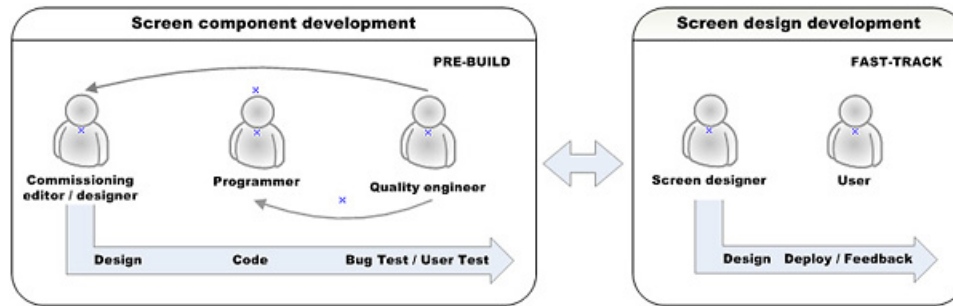 Screen component development
PRE-BUILD
Commissioning
editor / designer
Programmer
Quality engineer
Design
Code
Bug Test / User Test
Screen design development
FAST-TRACK
Screen designer
User
Design
Deploy / Feedback